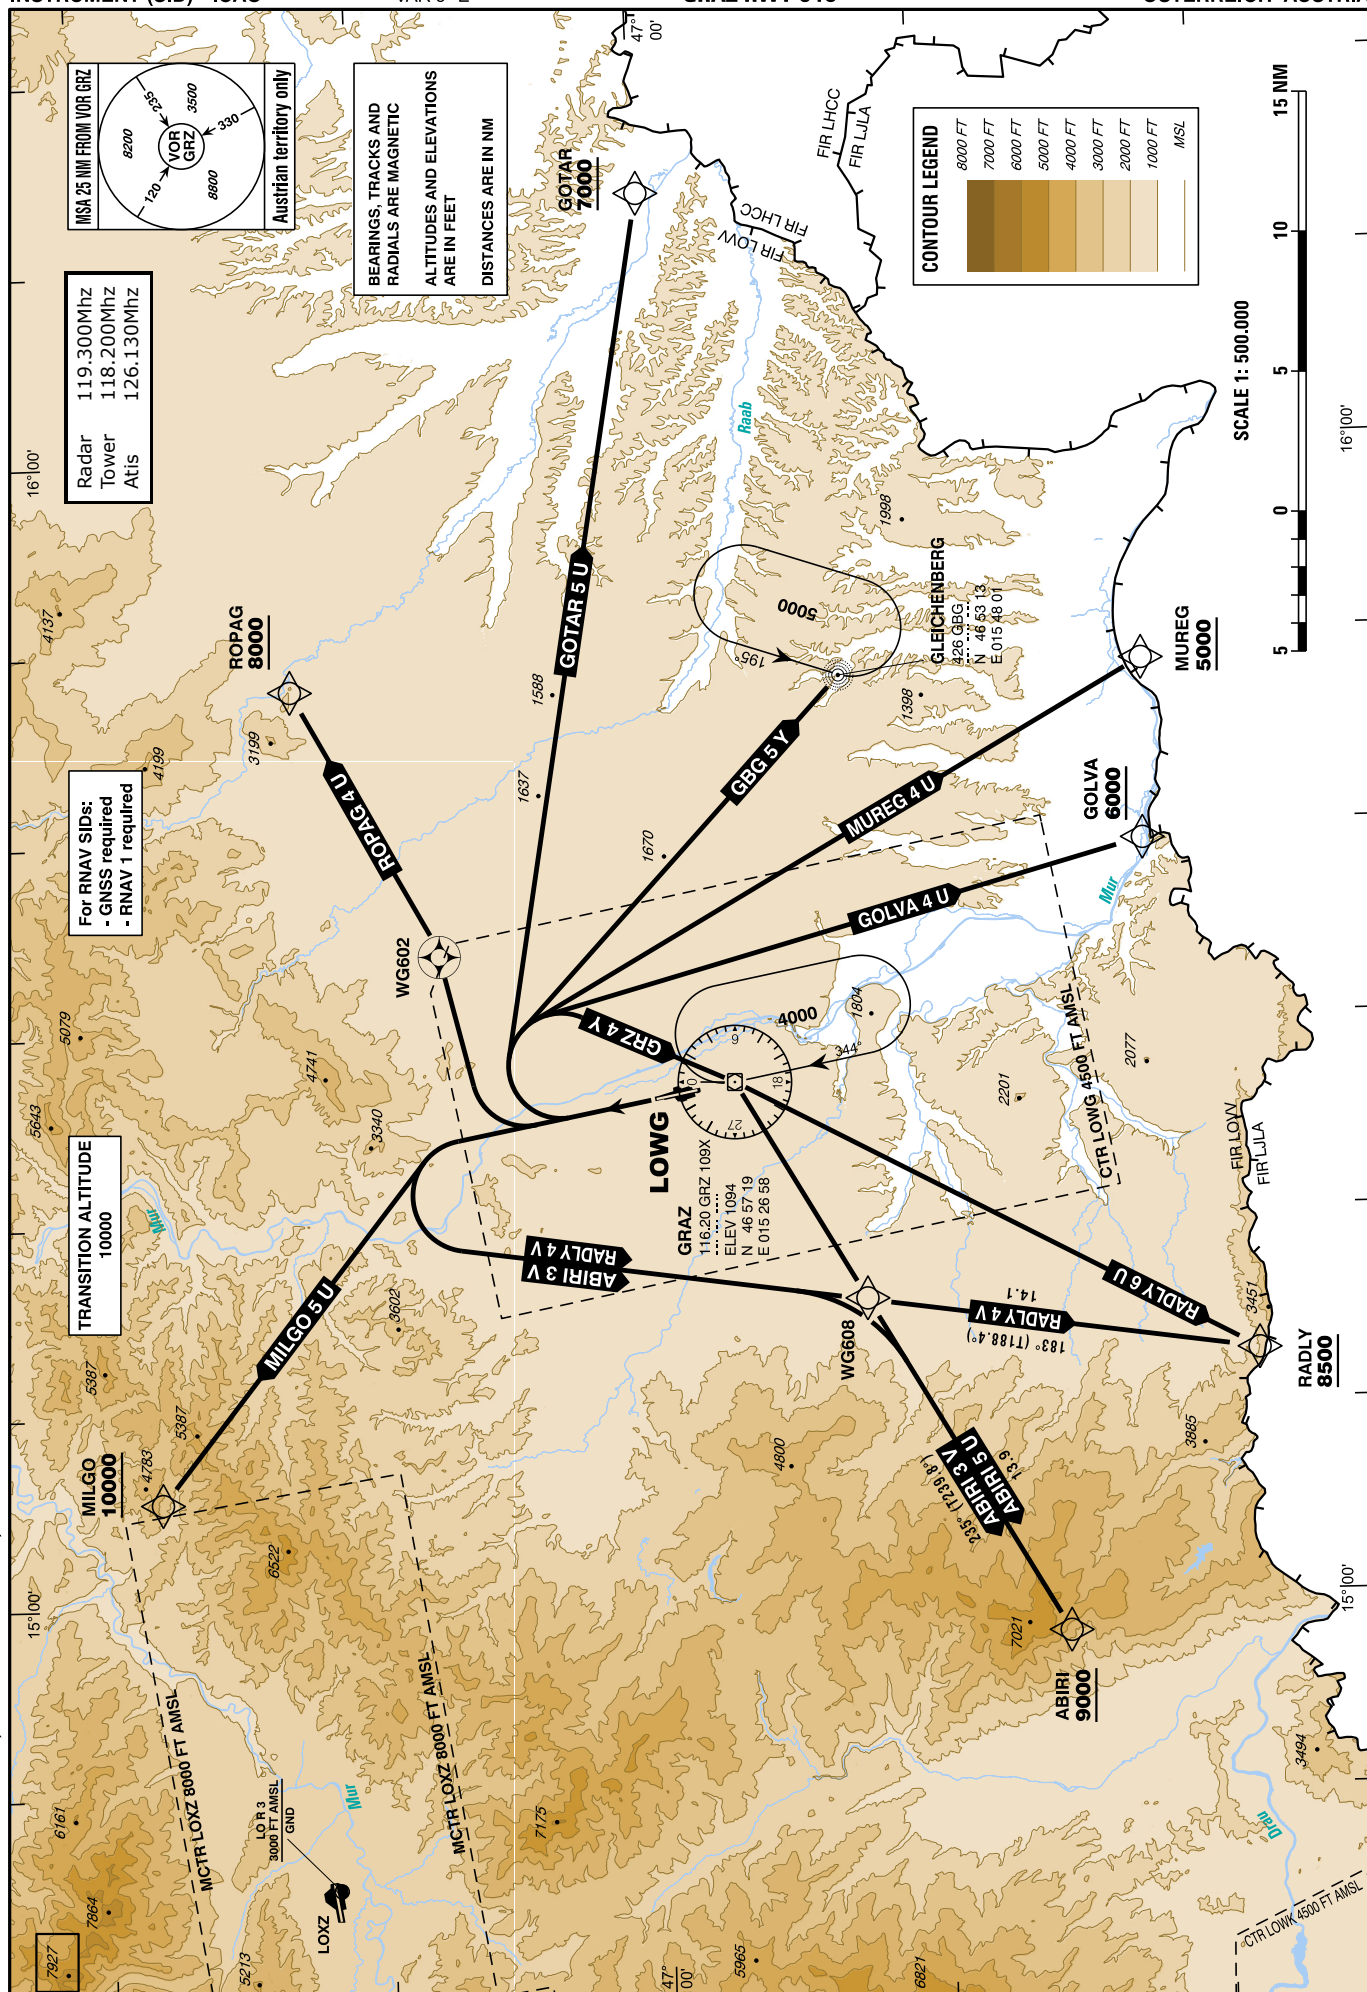 MSA 25 NM FROM VOR GRZ
8200
235
3500
VOR
GRZ
120
330
8800
Austrian territory only
BEARINGS, TRACKS AND
RADIALS ARE MAGNETIC
ALTITUDES AND ELEVATIONS
ARE IN FEET
DISTANCES ARE IN NM
Radar 119.300Mhz
Tower 118.200Mhz
Atis 126.130Mhz
For RNAV SIDs:
- GNSS required
- RNAV 1 required
TRANSITION ALTITUDE
10000
CONTOUR LEGEND
8000 FT
7000 FT
6000 FT
5000 FT
4000 FT
3000 FT
2000 FT
1000 FT
MSL
SCALE 1: 500.000
5
0
5
10
15 NM
47°
00'
16°00'
16°00'
15°00'
15°00'
47°
00'
FIR LHCC
FIR LJLA
FIR LHCC
FIR LOVV
FIR LOVV
FIR LJLA
GOTAR
7000
ROPAG
8000
MUREG
5000
GOLVA
6000
RADLY
8500
ABIRI
9000
MILGO
10000
WG602
WG608
GOTAR 5 U
ROPAG 4 U
GBG 5 Y
MUREG 4 U
GOLVA 4 U
GRZ 4 Y
MILGO 5 U
ABIRI 3 V
RADLY 4 V
RADLY 4 V
183° (T188.4°)
14.1
RADLY 6 U
ABIRI 3 V
ABIRI 5 U
235° (T239.8°)
13.9
GLEICHENBERG
426 GBG
N 46 53 13
E 015 48 01
195°
5000
LOWG
GRAZ
116.20 GRZ 109X
ELEV 1094
N 46 57 19
E 015 26 58
0
9
18
27
4000
344°
CTR LOWG 4500 FT AMSL
MCTR LOXZ 8000 FT AMSL
MCTR LOXZ 8000 FT AMSL
LO R 3
3000 FT AMSL
GND
LOXZ
CTR LOWK 4500 FT AMSL
Raab
Mur
Mur
Mur
Drau
4137
4199
3199
1588
1637
1670
1998
1398
1804
2077
2201
5079
4741
5643
3340
3602
5387
5387
4783
6522
4800
3451
3885
7021
3494
7175
6161
7864
7927
5213
5965
6821